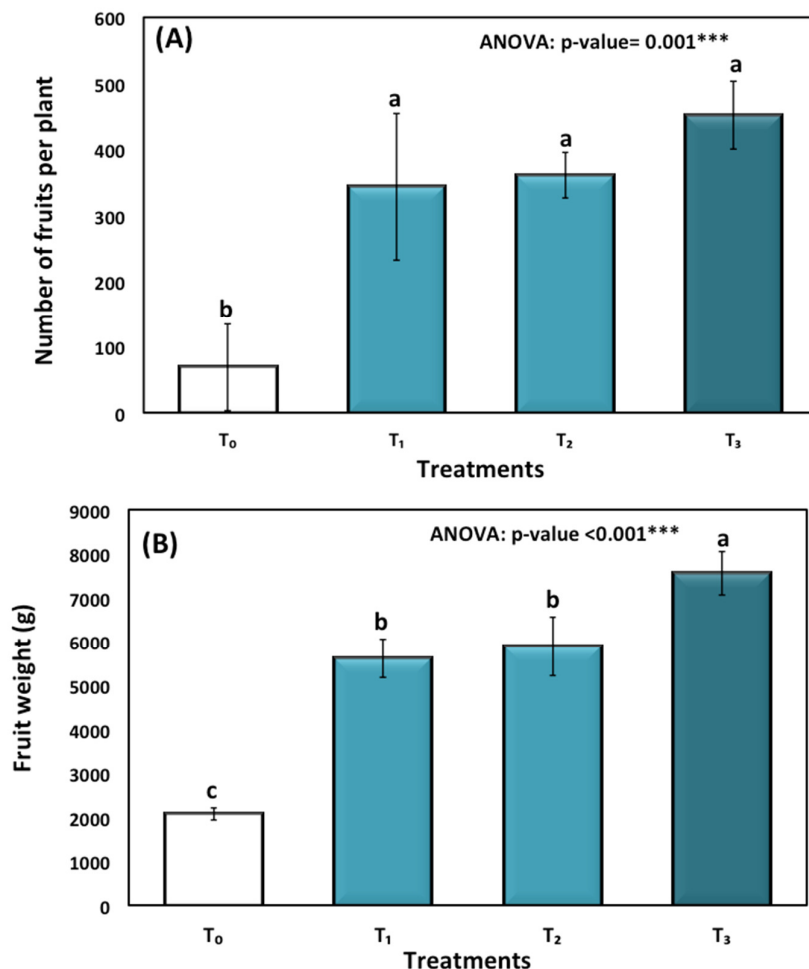 (A)
ANOVA: p-value= 0.001***
Number of fruits per plant
600
500
400
300
200
100
0
b
a
a
a
T₀ T₁ T₂ T₃
Treatments
(B)
ANOVA: p-value <0.001***
Fruit weight (g)
9000
8000
7000
6000
5000
4000
3000
2000
1000
0
c
b
b
a
T₀ T₁ T₂ T₃
Treatments